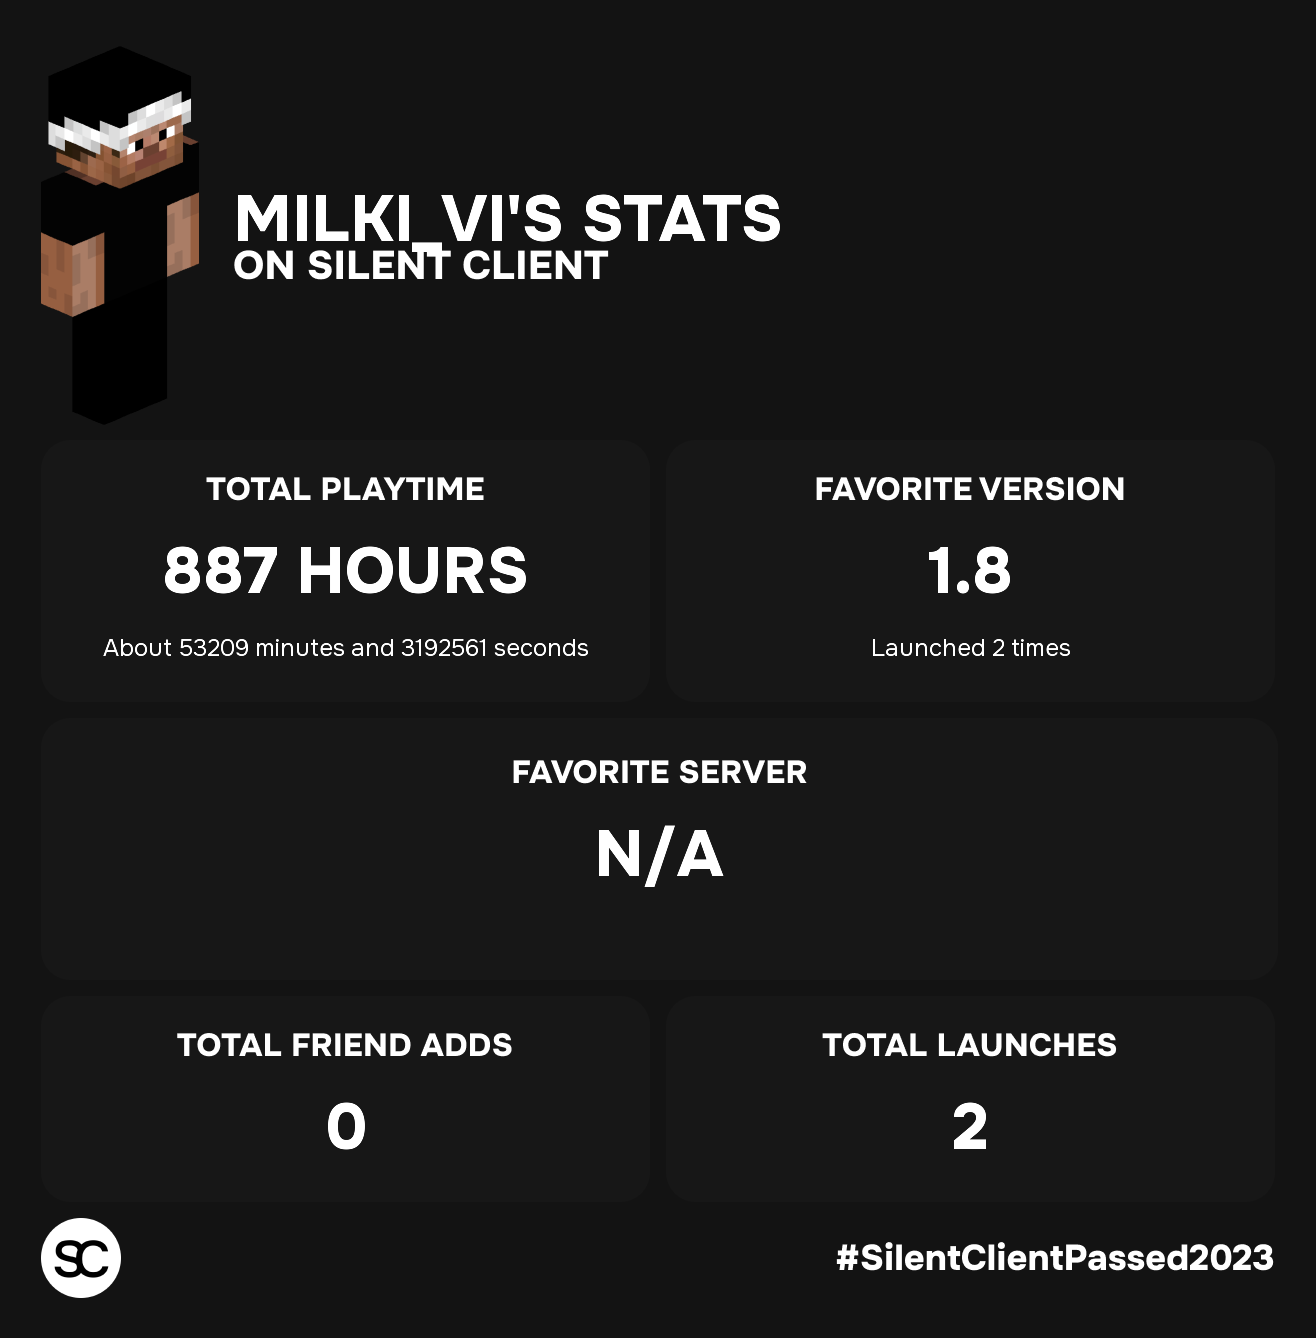 MILKI_VI'S STATS
ON SILENT CLIENT
TOTAL PLAYTIME
887 HOURS
About 53209 minutes and 3192561 seconds
FAVORITE VERSION
1.8
Launched 2 times
FAVORITE SERVER
N/A
TOTAL FRIEND ADDS
0
TOTAL LAUNCHES
2
SC
#SilentClientPassed2023